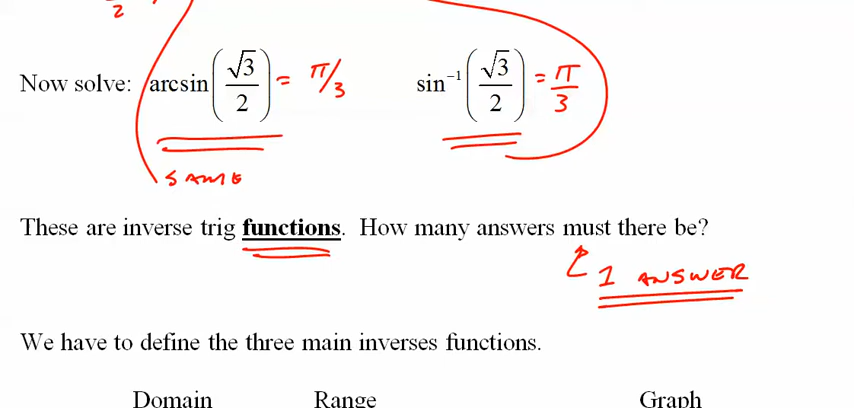 2
Now solve: arcsin(√3/2) = π/3 sin⁻¹(√3/2) = π/3
SAME
These are inverse trig functions. How many answers must there be?
1 ANSWER
We have to define the three main inverses functions.
Domain Range Graph